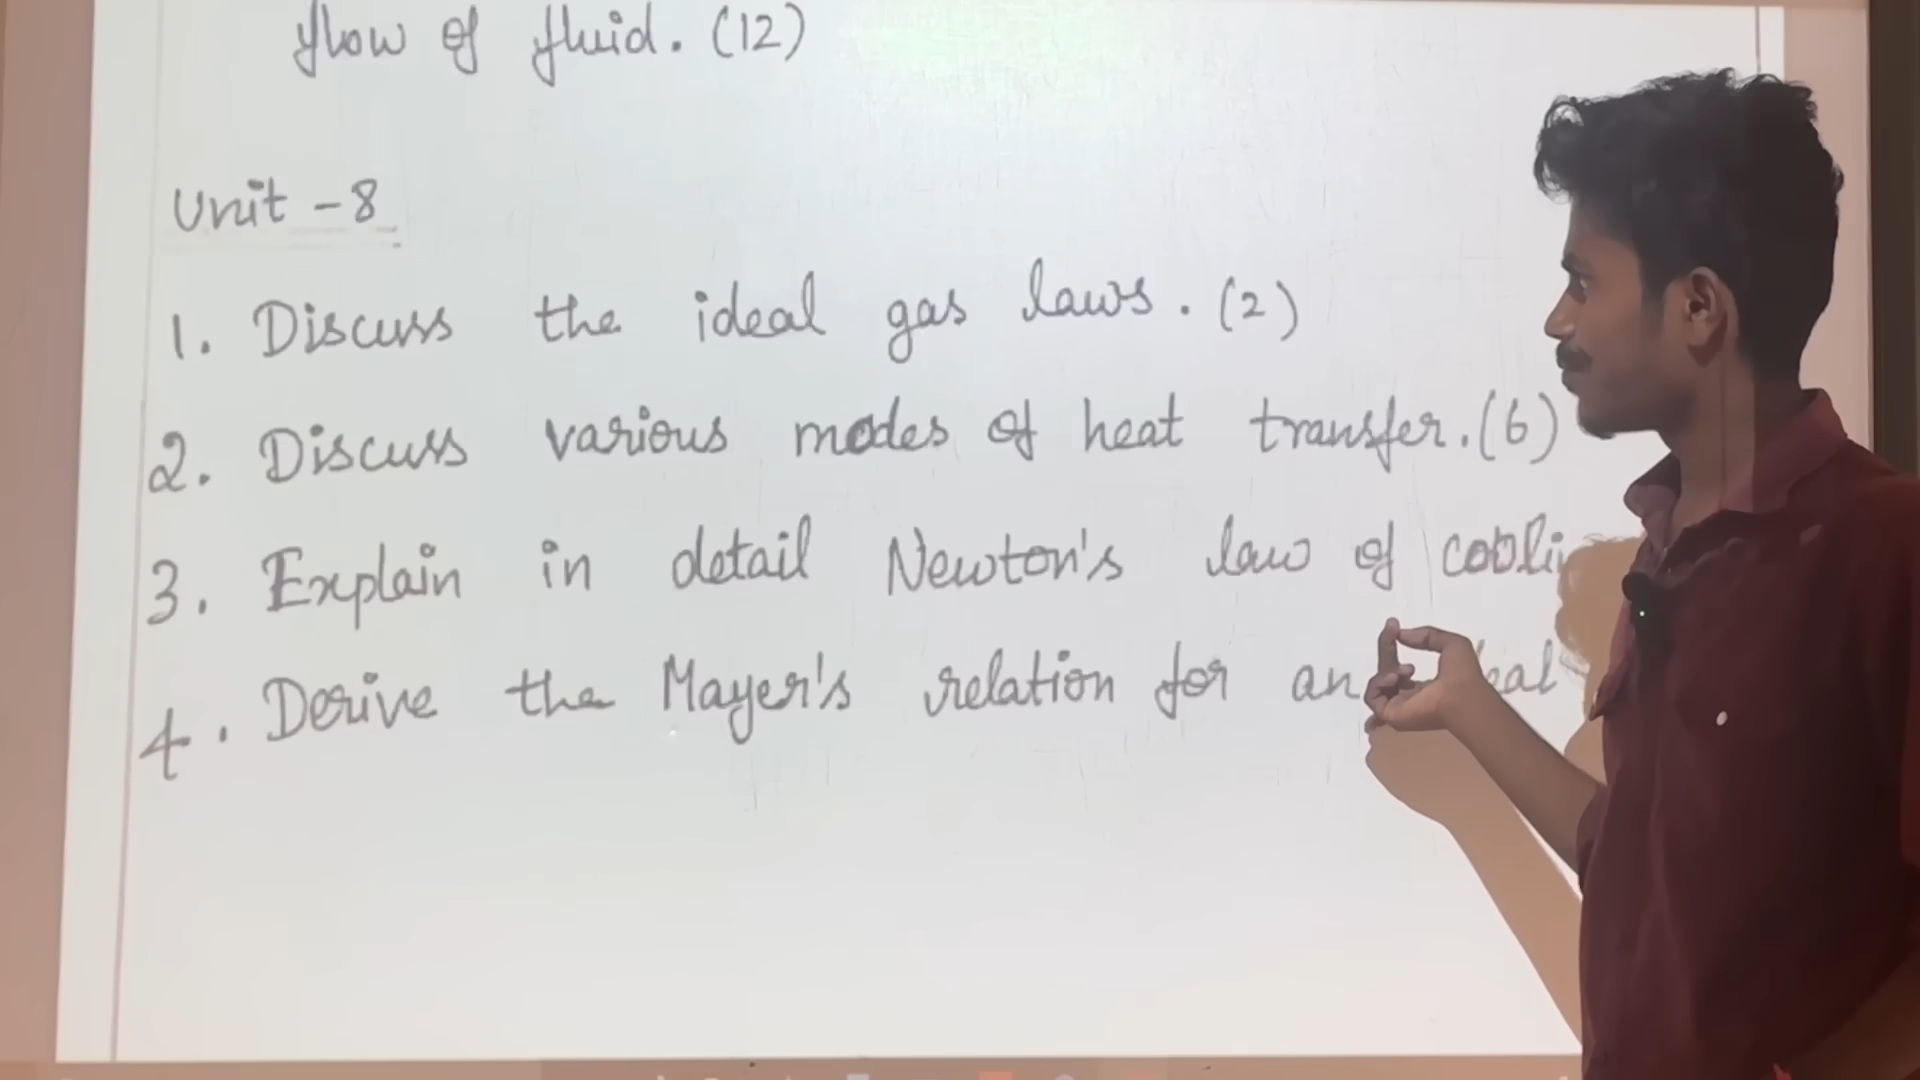 flow of fluid. (12)
Unit - 8
1. Discuss the ideal gas laws. (2)
2. Discuss various modes of heat transfer. (6)
3. Explain in detail Newton's law of
4. Derive the Mayer's relation for an